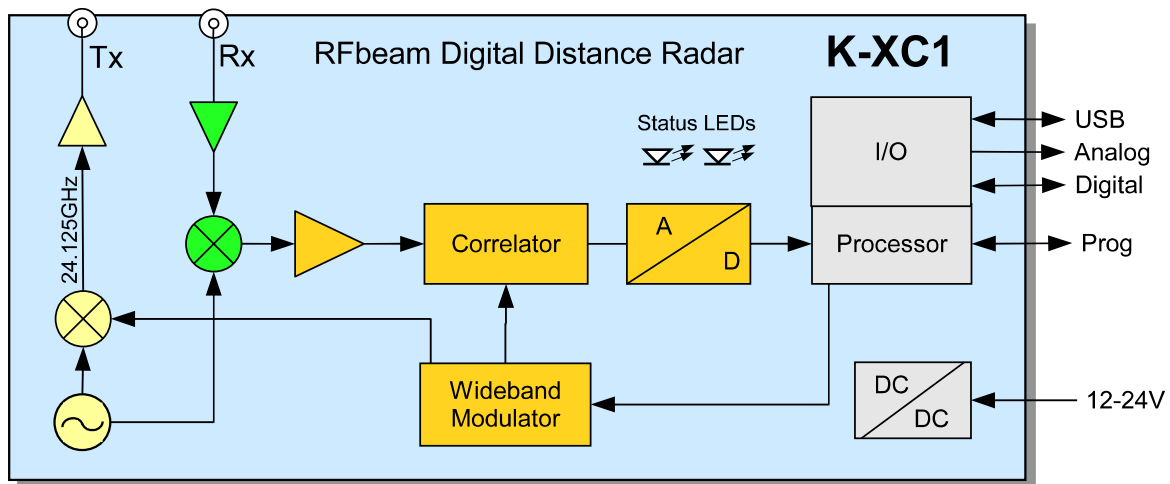 Tx
Rx
RFbeam Digital Distance Radar
K-XC1
Status LEDs
I/O
USB
Analog
Digital
24.125GHz
Correlator
A
D
Processor
Prog
Wideband
Modulator
DC
DC
12-24V